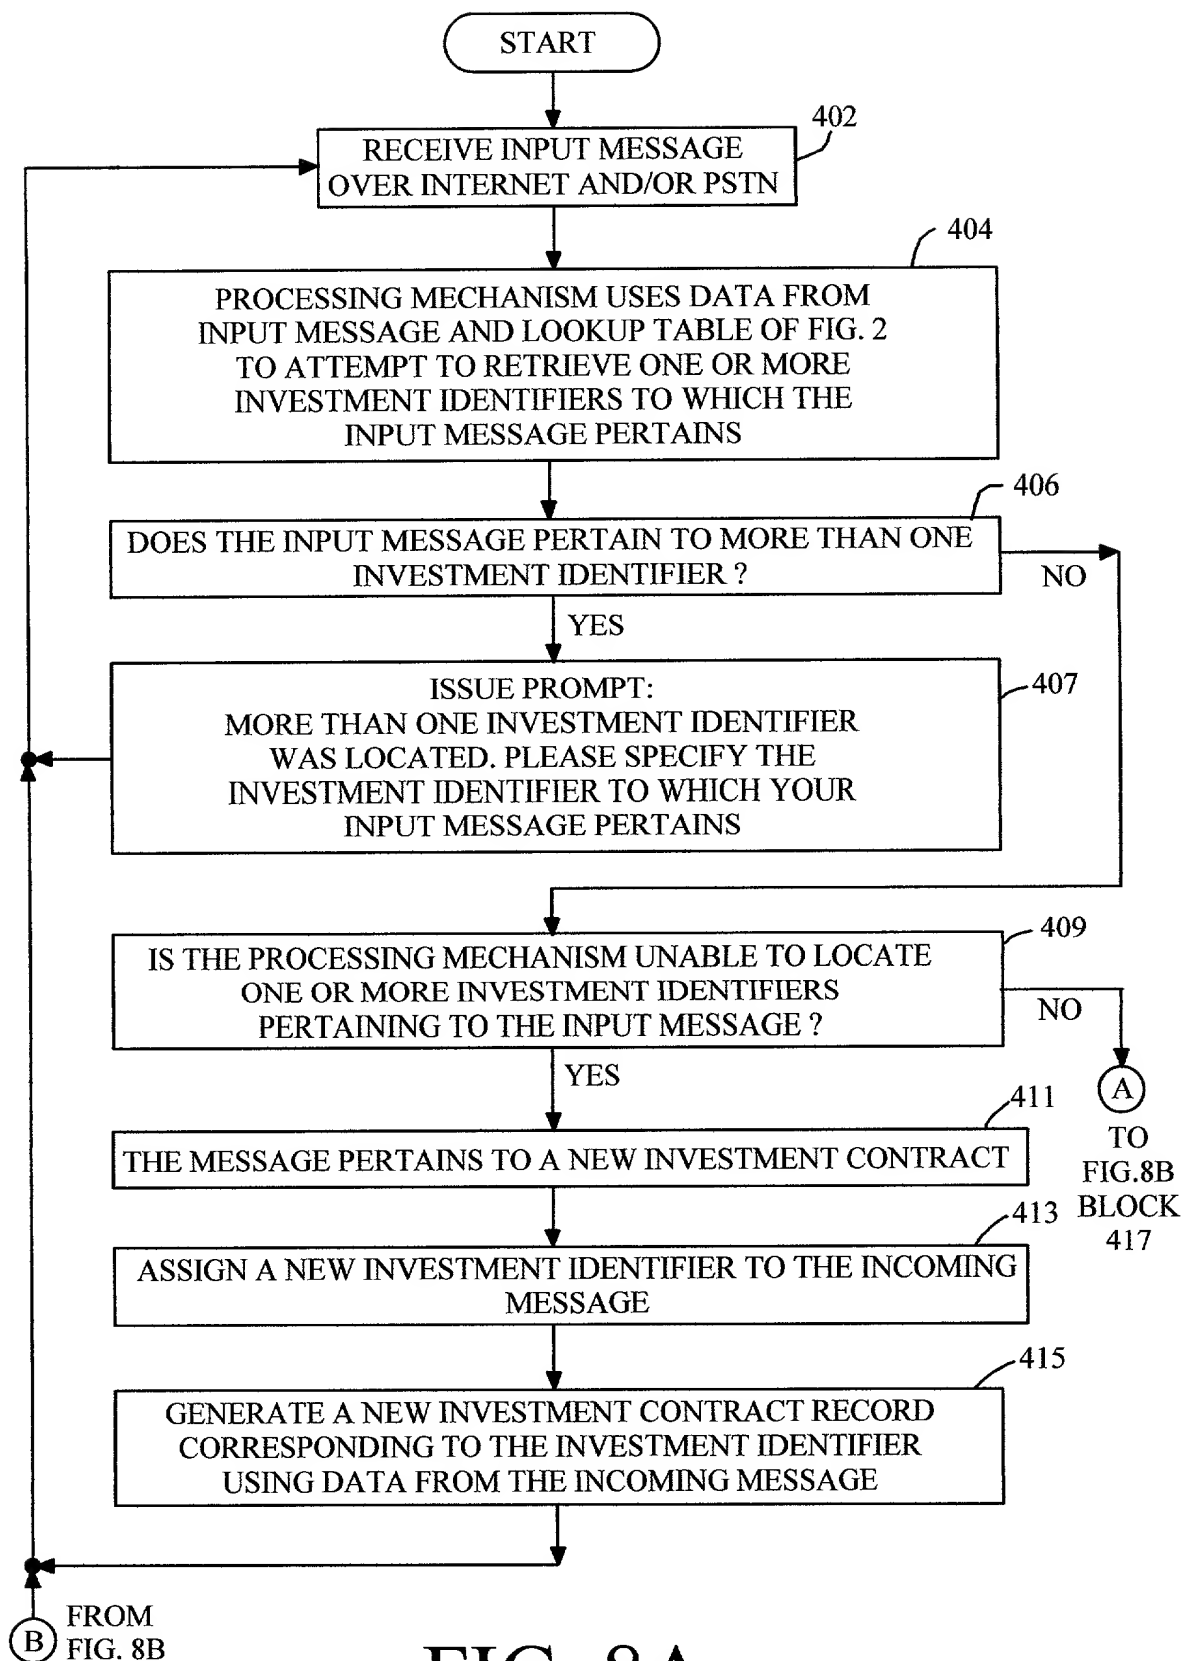 START
402
RECEIVE INPUT MESSAGE
OVER INTERNET AND/OR PSTN
404
PROCESSING MECHANISM USES DATA FROM
INPUT MESSAGE AND LOOKUP TABLE OF FIG. 2
TO ATTEMPT TO RETRIEVE ONE OR MORE
INVESTMENT IDENTIFIERS TO WHICH THE
INPUT MESSAGE PERTAINS
406
DOES THE INPUT MESSAGE PERTAIN TO MORE THAN ONE
INVESTMENT IDENTIFIER ?
NO
YES
407
ISSUE PROMPT:
MORE THAN ONE INVESTMENT IDENTIFIER
WAS LOCATED. PLEASE SPECIFY THE
INVESTMENT IDENTIFIER TO WHICH YOUR
INPUT MESSAGE PERTAINS
409
IS THE PROCESSING MECHANISM UNABLE TO LOCATE
ONE OR MORE INVESTMENT IDENTIFIERS
PERTAINING TO THE INPUT MESSAGE ?
NO
YES
A
TO
FIG.8B
BLOCK
417
411
THE MESSAGE PERTAINS TO A NEW INVESTMENT CONTRACT
413
ASSIGN A NEW INVESTMENT IDENTIFIER TO THE INCOMING
MESSAGE
415
GENERATE A NEW INVESTMENT CONTRACT RECORD
CORRESPONDING TO THE INVESTMENT IDENTIFIER
USING DATA FROM THE INCOMING MESSAGE
B
FROM
FIG. 8B
FIG. 8A